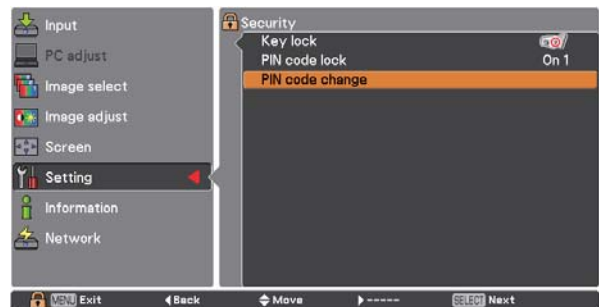 Input
PC adjust
Image select
Image adjust
Screen
Setting
Information
Network
Security
Key lock
PIN code lock On 1
PIN code change
MENU Exit Back Move ----- SELECT Next